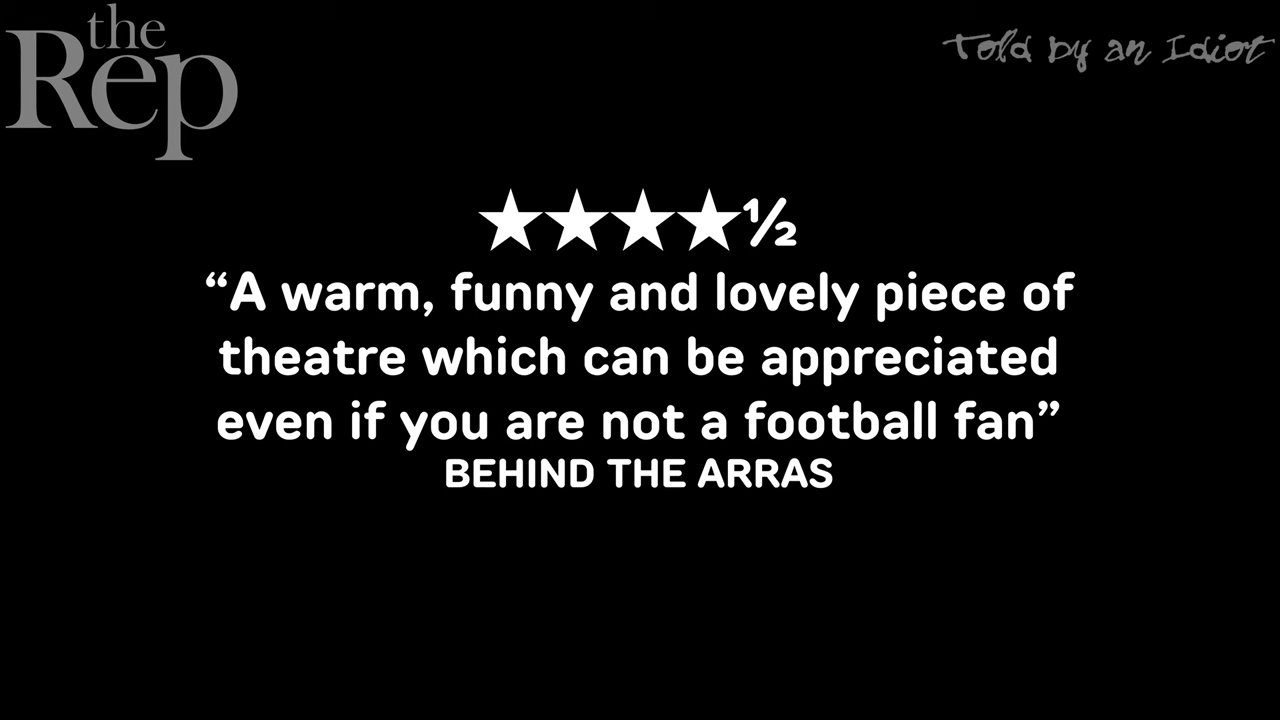 the
Rep
Told by an Idiot
★★★★½
“A warm, funny and lovely piece of
theatre which can be appreciated
even if you are not a football fan”
BEHIND THE ARRAS